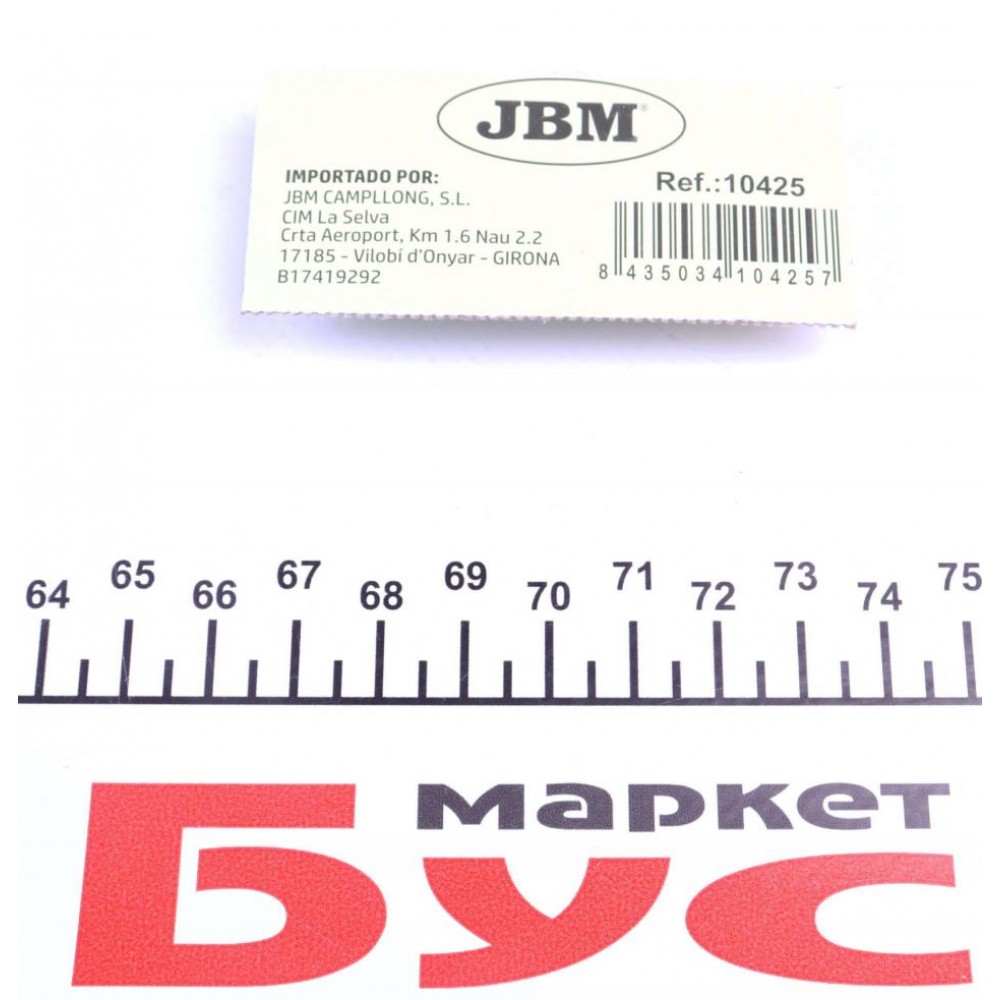 JBM®
IMPORTADO POR:
JBM CAMPLLONG, S.L.
CIM La Selva
Crta Aeroport, Km 1.6 Nau 2.2
17185 - Vilobí d'Onyar - GIRONA
B17419292
Ref.:10425
8 435034 104257
64 65 66 67 68 69 70 71 72 73 74 75
маркет
БУС